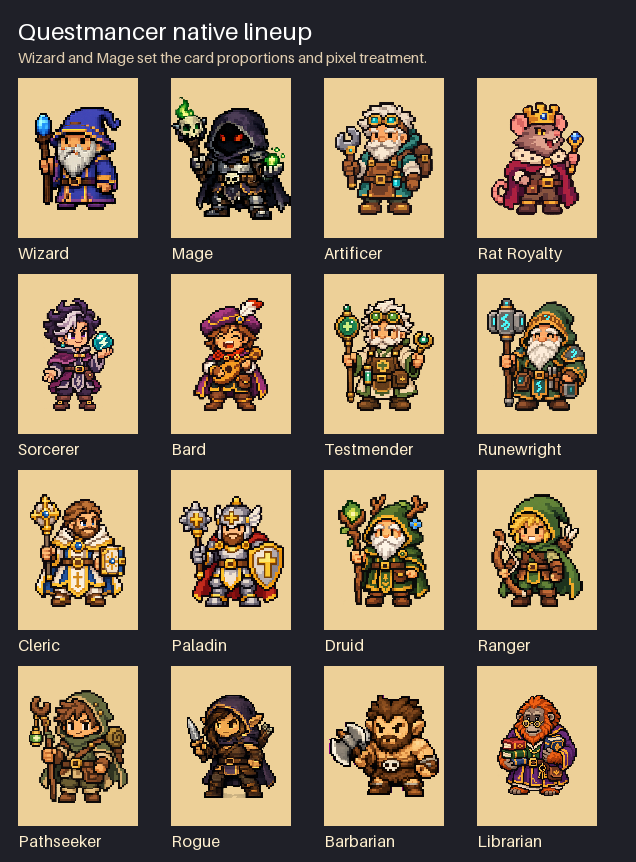 Questmancer native lineup
Wizard and Mage set the card proportions and pixel treatment.
Wizard
Mage
Artificer
Rat Royalty
Sorcerer
Bard
Testmender
Runewright
Cleric
Paladin
Druid
Ranger
Pathseeker
Rogue
Barbarian
Librarian